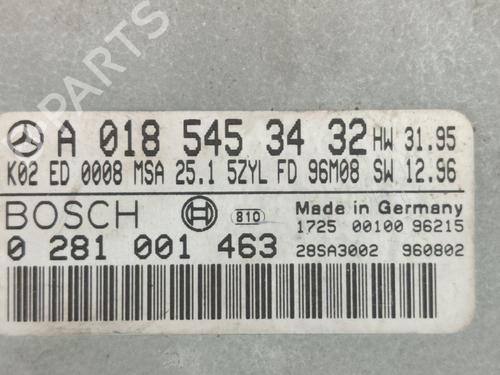 A 018 545 34 32 HW 31.95
K02 ED 0008 MSA 25.1 5ZYL FD 96M08 SW 12.96
BOSCH 810 Made in Germany
1725 00100 96215
0 281 001 463 28SA3002 960802
B-PARTS